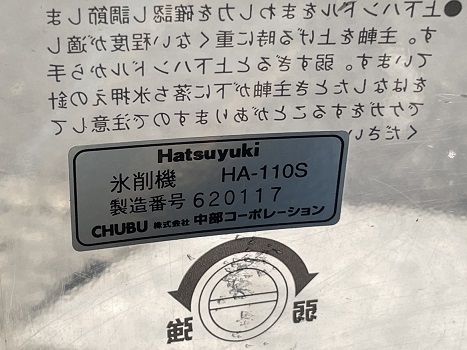 ●上下ハンドルをまわし力を確認し調節しま
す。主軸を上げる時に重くない程度が適し
ています。弱すぎると上下ハンドルから手
をはなしたとき主軸が下に落ち氷押えの針
でケガをすることがありますので注意して
ください。
Hatsuyuki
氷削機 HA-110S
製造番号 620117
CHUBU 株式会社 中部コーポレーション
弱 強